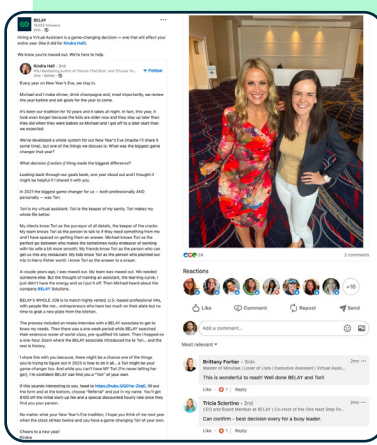 BELAY
19,693 followers
2mo
Hiring a Virtual Assistant is a game-changing decision — one that will affect your
entire year (like it did for Kindra Hall).
We know you're maxed out. We're here to help.
Kindra Hall · 2nd
WSJ Bestselling Author of "Stories That Stick" and "Choose Yo...
2mo · Edited
+ Follow
Every year on New Year's Eve, we stay in.
Michael and I make dinner, drink champagne and, most importantly, we review
the year before and set goals for the year to come.
It's been our tradition for 10 years and it takes all night. In fact, this year, it
took even longer because the kids are older now and they stay up later than
they did when they were babies so Michael and I got off to a later start than
we expected.
We've developed a whole system for our New Year's Eve (maybe I'll share it
some time), but one of the things we discuss is: What was the biggest game
changer that year?
What decision // action // thing made the biggest difference?
Looking back through our goals book, one year stood out and I thought it
might be helpful if I shared it with you.
In 2021 the biggest game changer for us — both professionally AND
personally — was Tori.
Tori is my virtual assistant. Tori is the keeper of my sanity. Tori makes my
whole life better.
My clients know Tori as the purveyor of all details, the keeper of the cracks.
My team knows Tori as the person to talk to if they need something from me
until I have spaced on getting them an answer. Michael knows Tori as the
perfect go-between who makes the sometimes rocky endeavor of working
with his wife a bit more smooth. My friends know Tori as the person who can
get us into any restaurant. My kids know Tori as the person who planned our
trip to Harry Potter world. I know Tori as the answer to a prayer.
A couple years ago, I was maxed out. My team was maxed out. We needed
someone else. But the thought of training an assistant, the learning curve, I
just didn't have the energy and so I put it off. Then Michael heard about the
company BELAY Solutions.
BELAY's WHOLE JOB is to match highly vetted, U.S.-based professional VAs,
with people like me... entrepreneurs who have too much on their plate but no
time to grab a new plate from the kitchen.
The process included an intake interview with a BELAY associate to get to
know my needs. Then there was a one week period while BELAY searched
their extensive roster of world-class, pre-qualified VA talent. Then I hopped on
a one-hour Zoom where the BELAY associate introduced me to Tori... and the
rest is history.
I share this with you because, there might be a chance one of the things
you're trying to figure out in 2023 is how to do it all... a Tori might be your
game-changer too. And while you can't have MY Tori (I'm never letting her
go), I'm confident BELAY can find you a "Tori" of your own.
If this sounds interesting to you, head to
the form and at the bottom, choose "Referral" and put in my name. You'll get
$100 off the initial start-up fee and a special discounted hourly rate once they
find you your person.
No matter what your New Year's Eve tradition, I hope you think of me next year
when the clock strikes twelve and you have a game-changing Tori of your own.
Cheers to a new year!
Kindra
24
2 comments
Reactions
+16
Like
Comment
Repost
Send
Add a comment...
Most relevant
Brittany Fortier · 3rd+
2mo
Master of Minutiae | Lover of Lists | Executive Assistant | Virtual Assis...
This is wonderful to read!! Well done BELAY and Tori!
Like · 1 | Reply
Tricia Sciortino · 2nd
2mo
CEO and Board Member of BELAY | Co-Host of the One Next Step Po...
Can confirm - best decision every for a busy leader.
Like · 1 | Reply